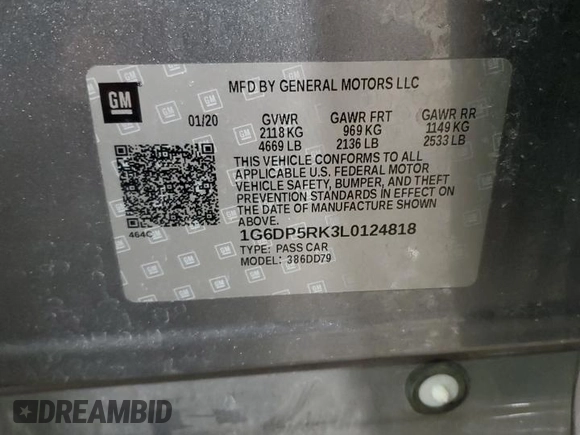 GM
MFD BY GENERAL MOTORS LLC
01/20 GVWR GAWR FRT GAWR RR
2118 KG 969 KG 1149 KG
4669 LB 2136 LB 2533 LB
THIS VEHICLE CONFORMS TO ALL
APPLICABLE U.S. FEDERAL MOTOR
VEHICLE SAFETY, BUMPER, AND THEFT
PREVENTION STANDARDS IN EFFECT ON
THE DATE OF MANUFACTURE SHOWN
ABOVE.
464C
1G6DP5RK3L0124818
TYPE: PASS CAR
MODEL: 386DD79
DREAMBID